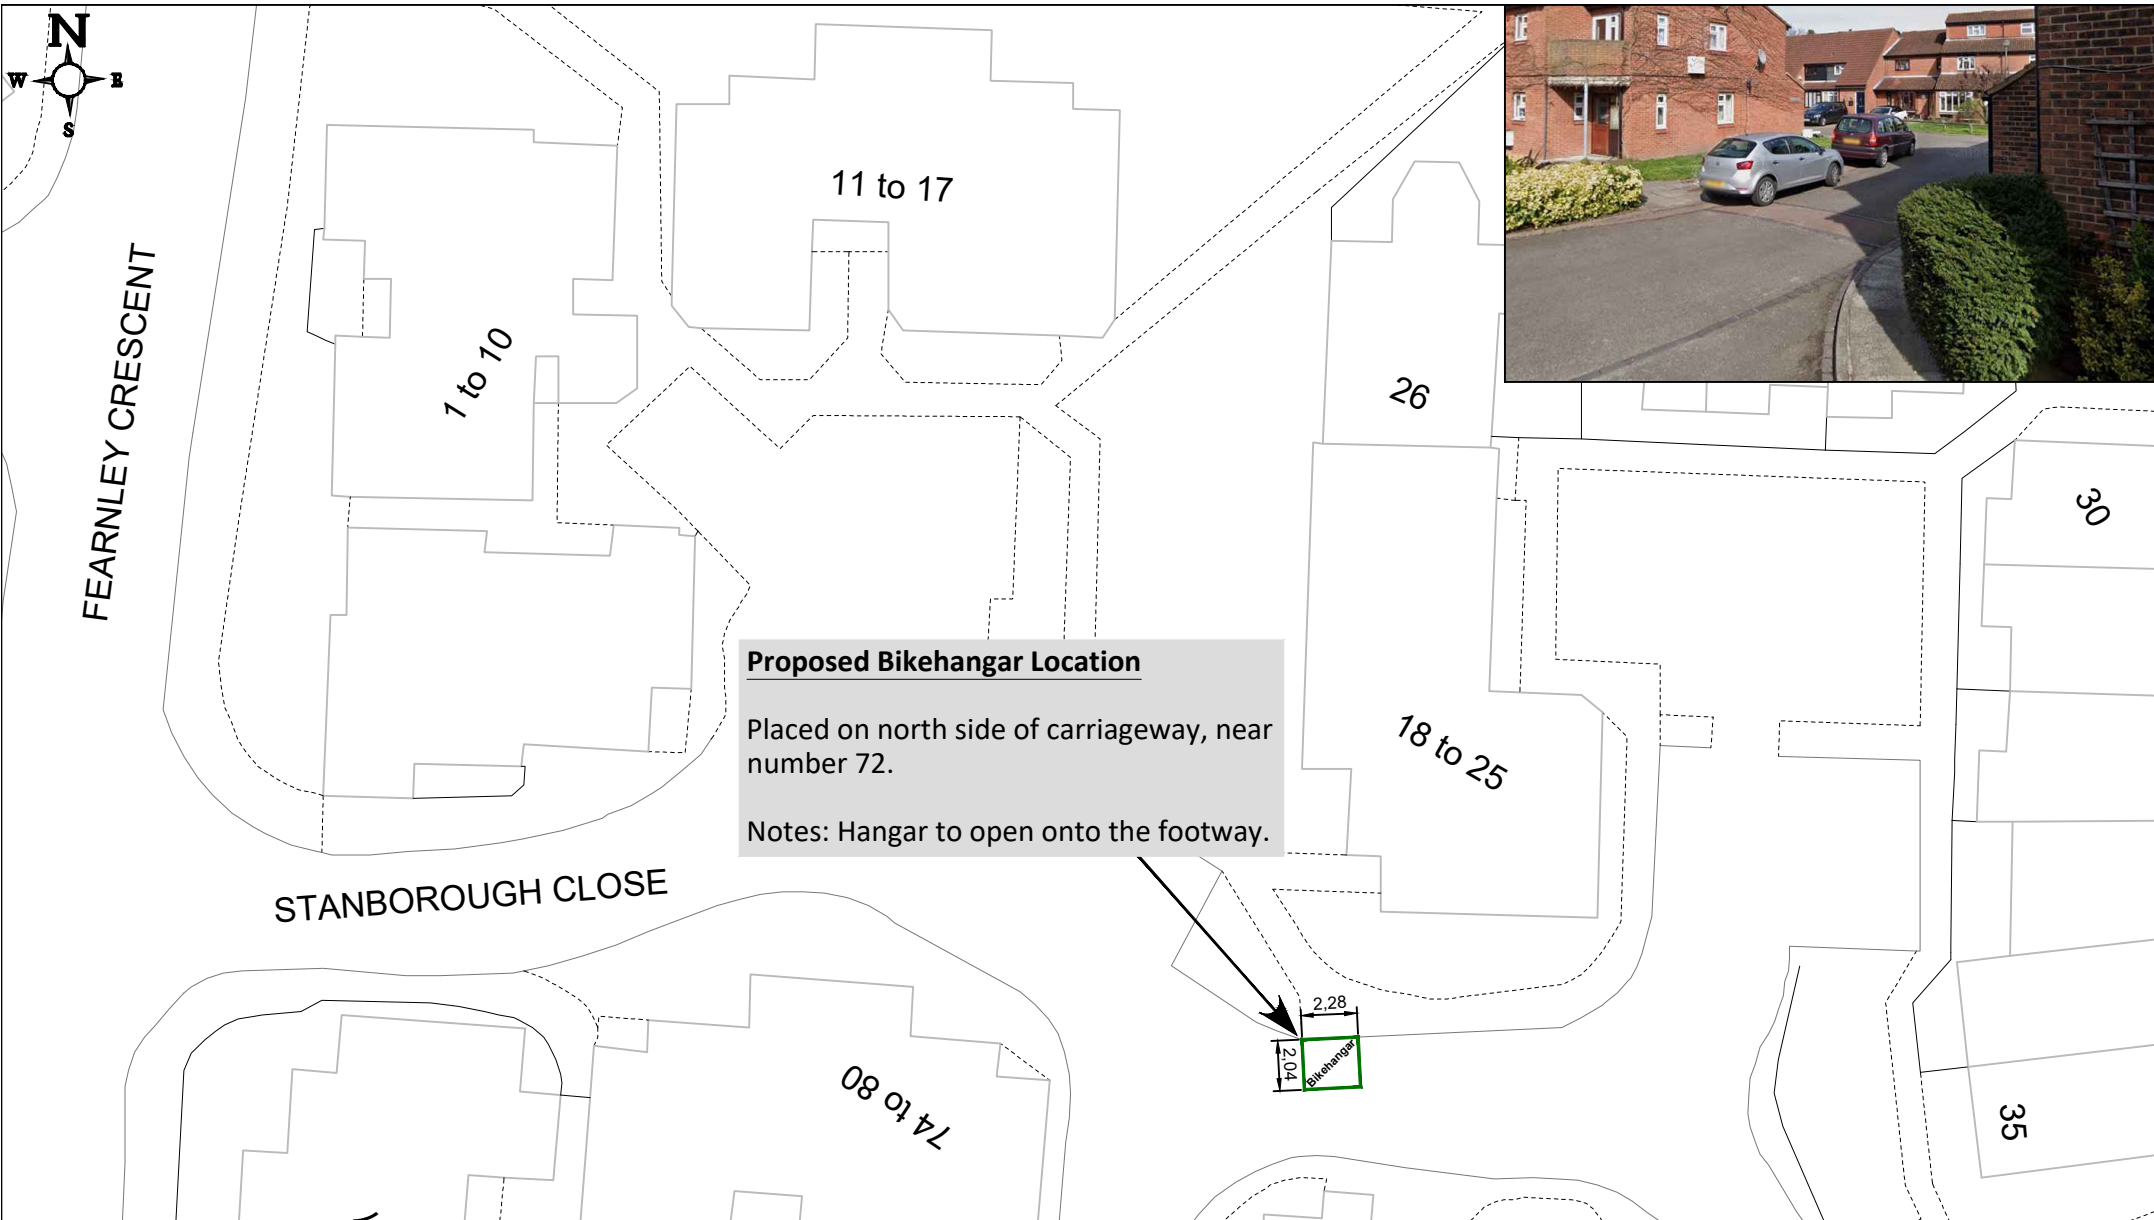 N
W
E
S
11 to 17
FEARNLEY CRESCENT
1 to 10
26
30
Proposed Bikehangar Location
Placed on north side of carriageway, near
number 72.
Notes: Hangar to open onto the footway.
18 to 25
STANBOROUGH CLOSE
2,28
2,04
Bikehangar
74 to 80
35